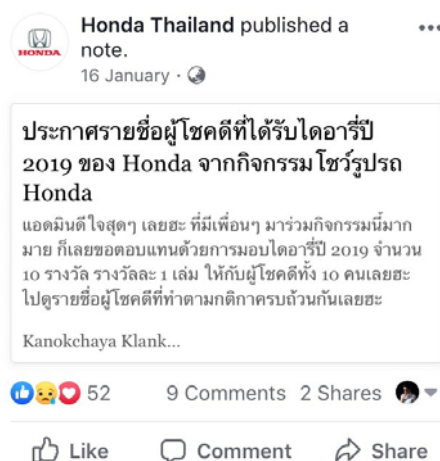 Honda Thailand published a
note.
HONDA
16 January
ประกาศรายชื่อผู้โชคดีที่ได้รับไดอารี่ปี
2019 ของ Honda จากกิจกรรม โชว์รูปรถ
Honda
แอดมินดีใจสุดๆ เลยฮะ ที่มีเพื่อนๆ มาร่วมกิจกรรมนี้มาก
มาย ก็เลยขอตอบแทนด้วยการมอบไดอารี่ปี 2019 จำนวน
10 รางวัล รางวัลละ 1 เล่ม ให้กับผู้โชคดีทั้ง 10 คนเลยฮะ
ไปดูรายชื่อผู้โชคดีที่ทำตามกติกาครบถ้วนกันเลยฮะ
Kanokchaya Klank...
52 9 Comments 2 Shares
Like Comment Share